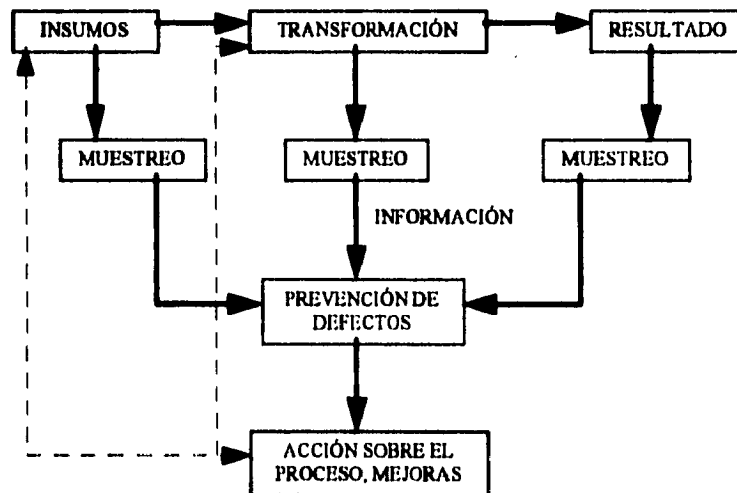 INSUMOS
TRANSFORMACIÓN
RESULTADO
MUESTREO
MUESTREO
MUESTREO
INFORMACIÓN
PREVENCIÓN DE
DEFECTOS
ACCIÓN SOBRE EL
PROCESO, MEJORAS